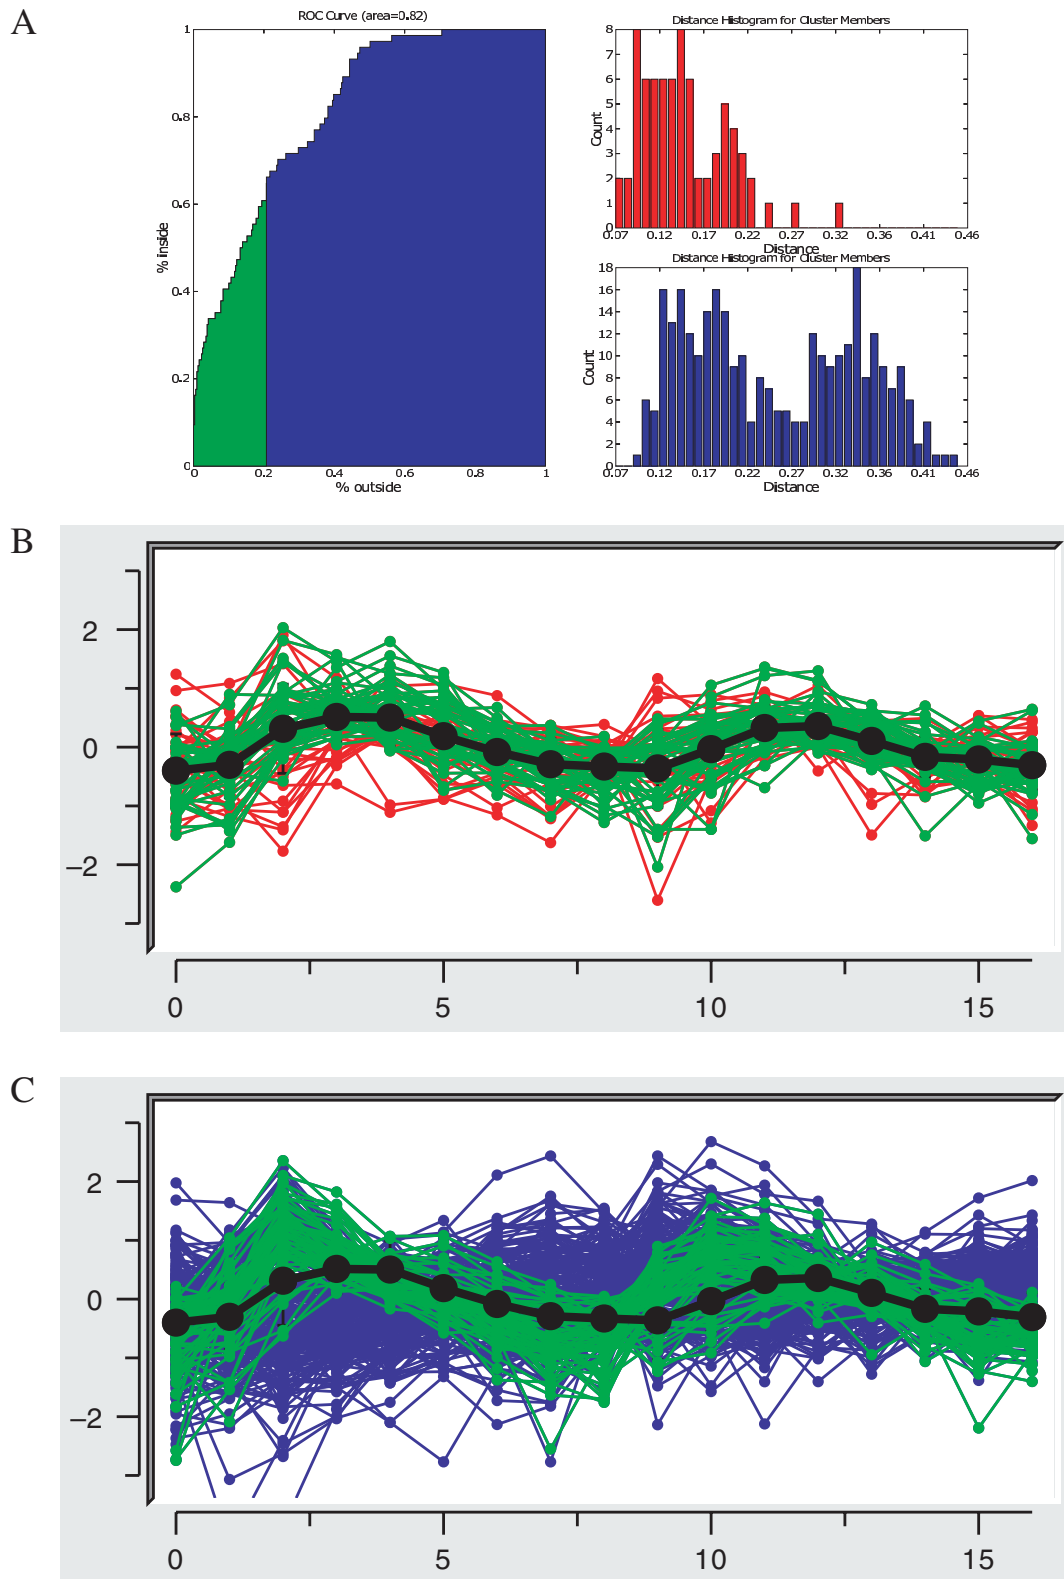 A
ROC Curve (area=0.82)
1
0.8
0.6
0.4
0.2
0
% inside
0 0.2 0.4 0.6 0.8 1
% outside
Distance Histogram for Cluster Members
8
7
6
5
4
3
2
1
0
Count
0.07 0.12 0.17 0.22 0.27 0.32 0.36 0.41 0.46
Distance
Distance Histogram for Cluster Members
18
16
14
12
10
8
6
4
2
0
Count
0.07 0.12 0.17 0.22 0.27 0.32 0.36 0.41 0.46
Distance
B
2
0
−2
0 5 10 15
C
2
0
−2
0 5 10 15